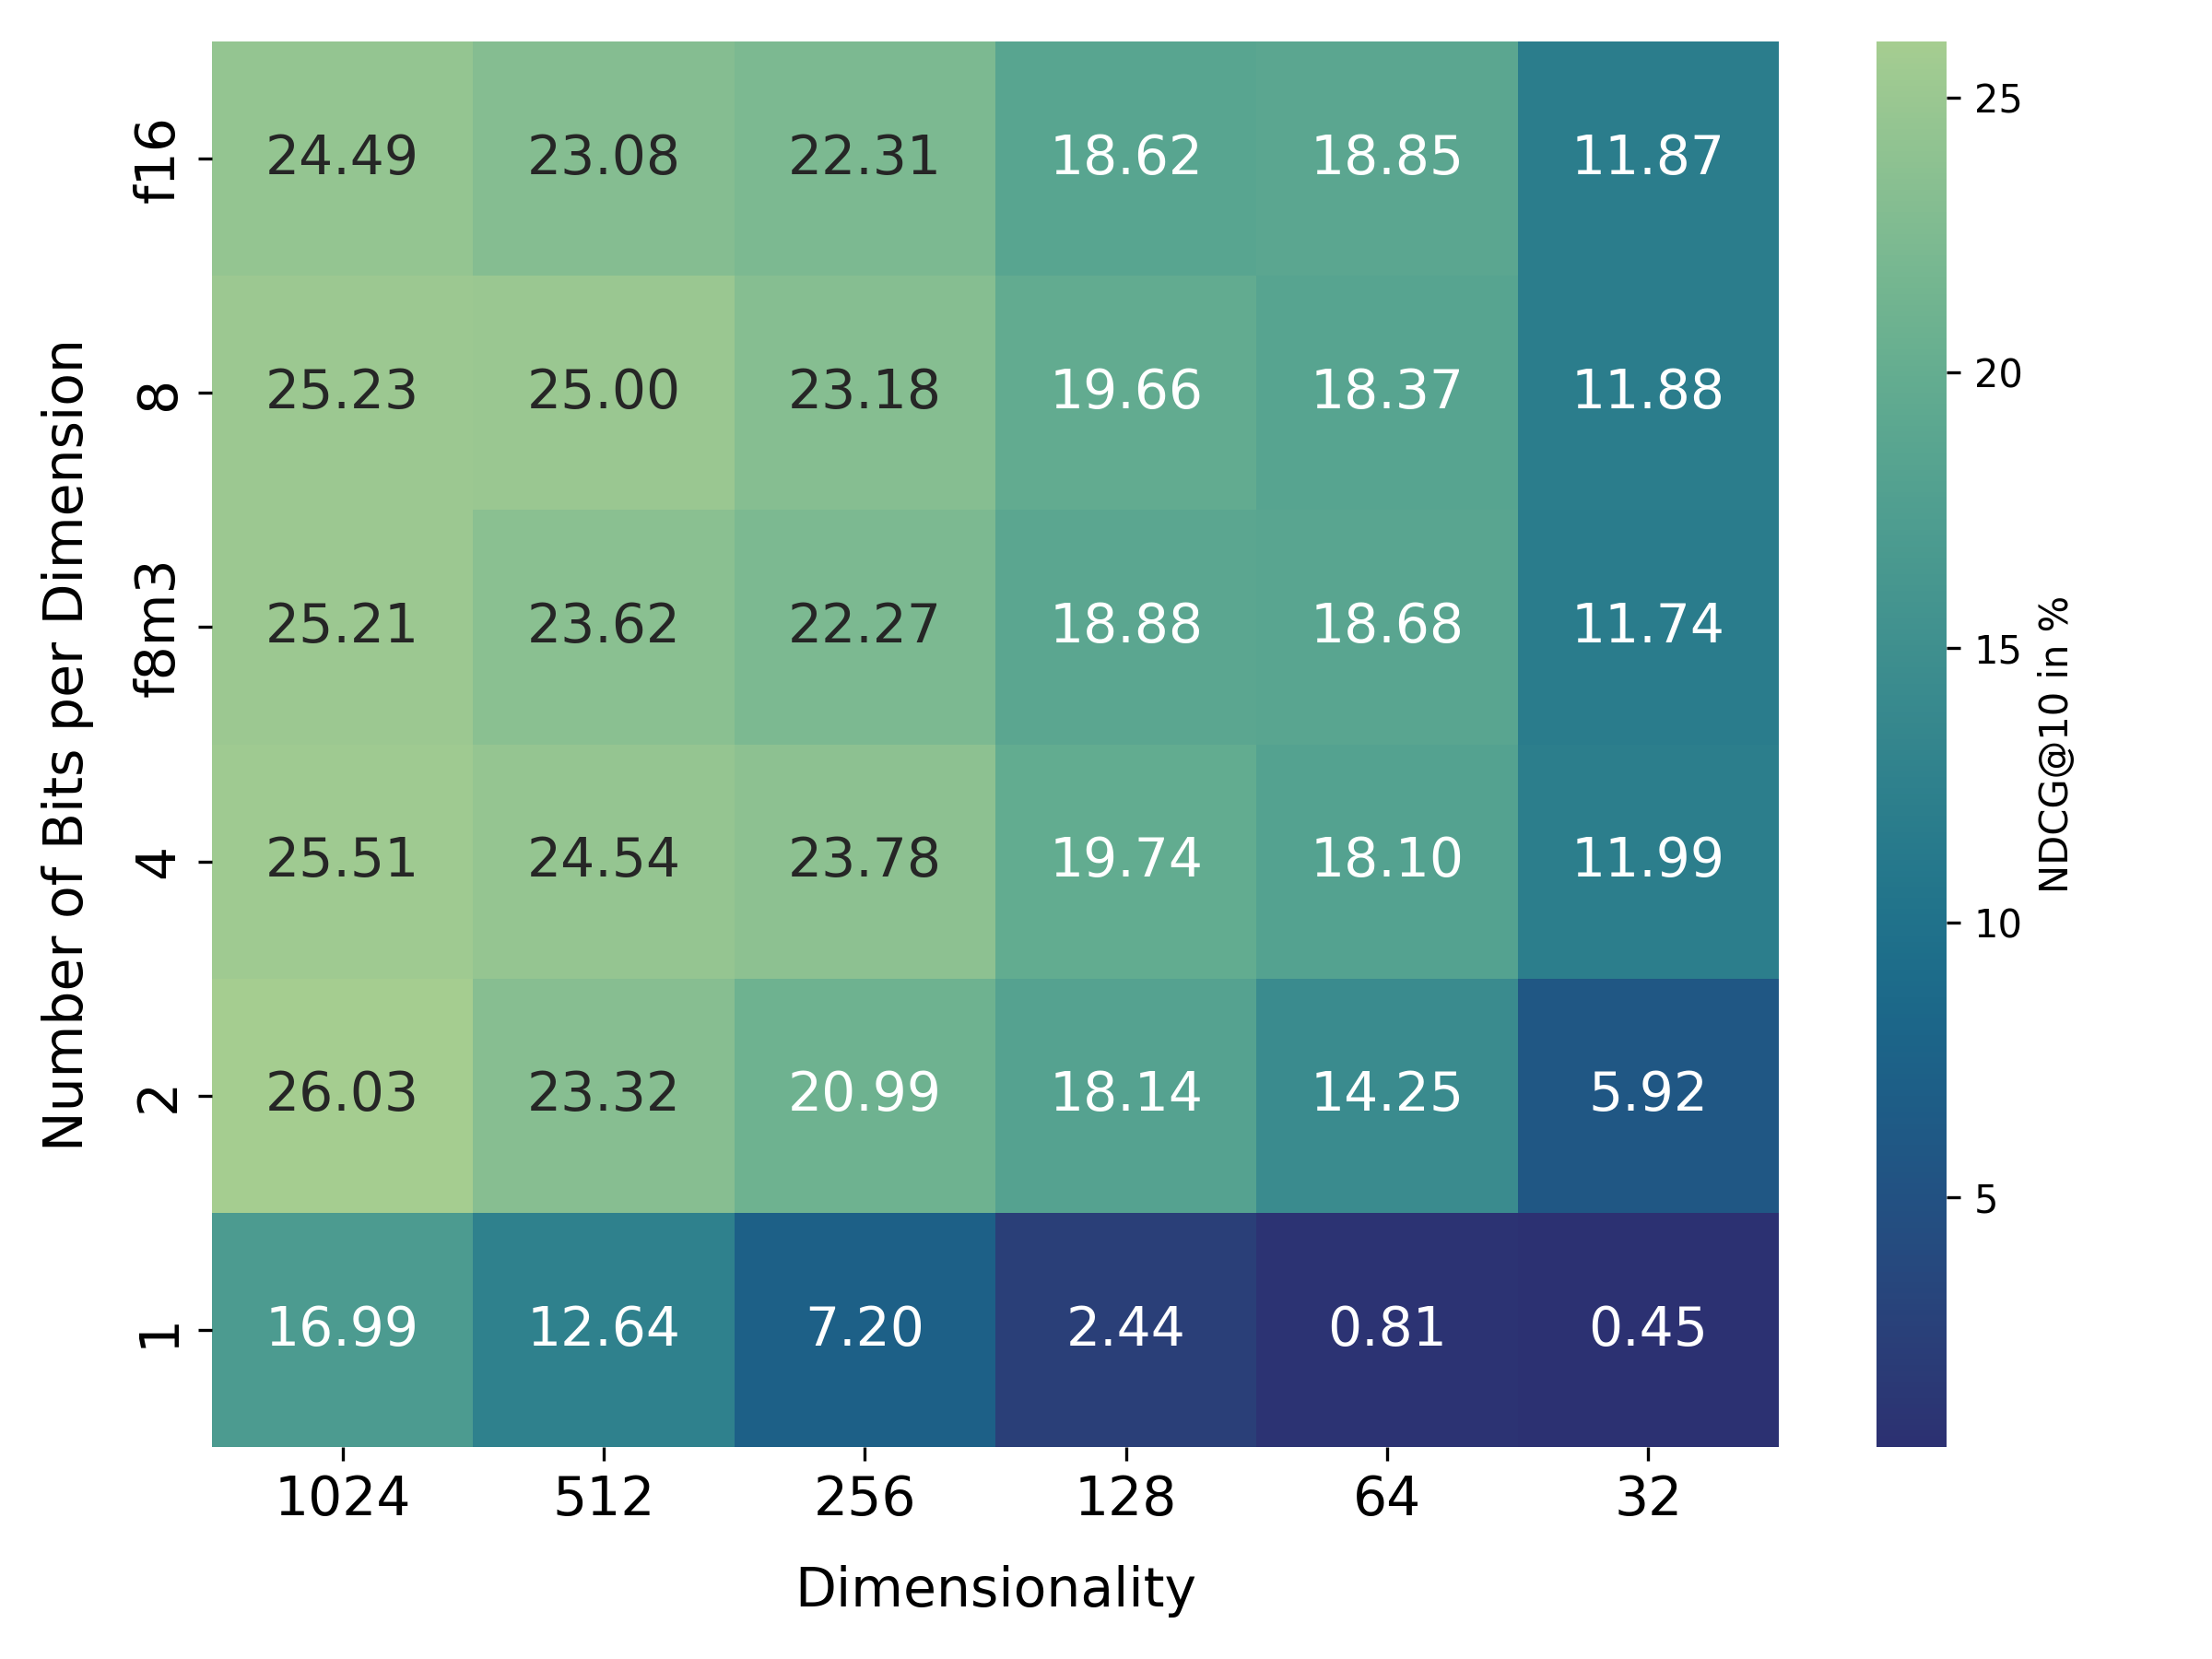 Number of Bits per Dimension
f16 24.49 23.08 22.31 18.62 18.85 11.87
8 25.23 25.00 23.18 19.66 18.37 11.88
f8m3 25.21 23.62 22.27 18.88 18.68 11.74
4 25.51 24.54 23.78 19.74 18.10 11.99
2 26.03 23.32 20.99 18.14 14.25 5.92
1 16.99 12.64 7.20 2.44 0.81 0.45
1024 512 256 128 64 32
Dimensionality
25
20
15
10
5
NDCG@10 in %